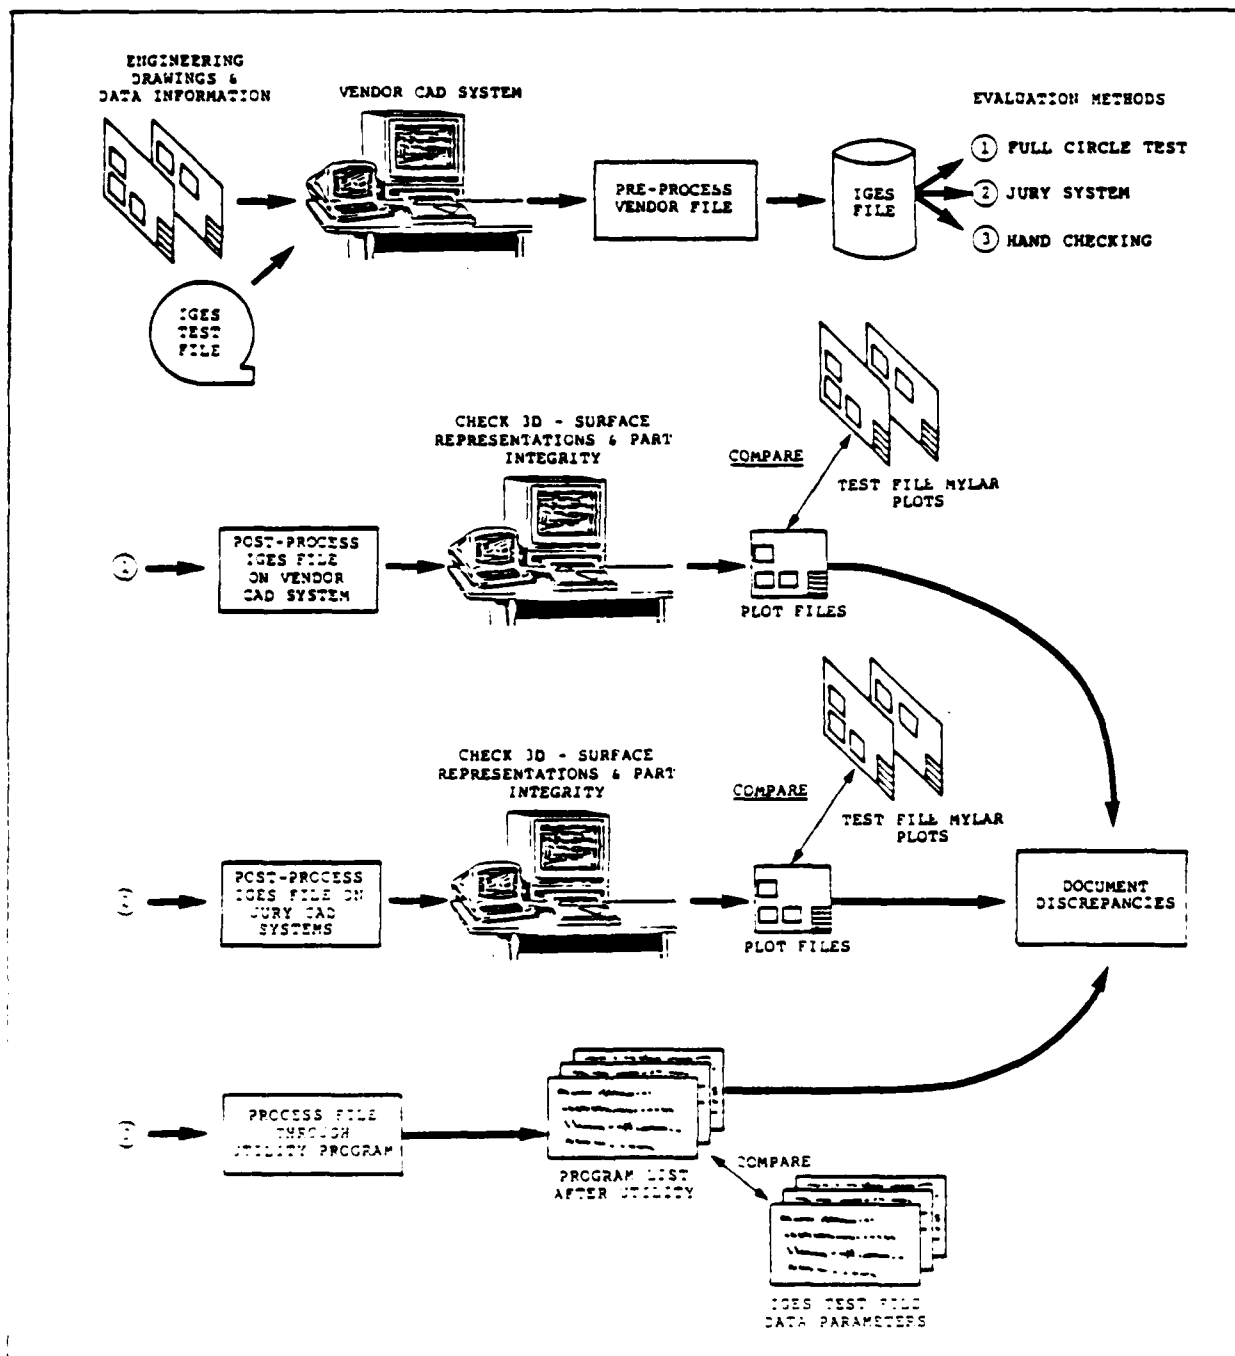 ENGINEERING
DRAWINGS &
DATA INFORMATION
VENDOR CAD SYSTEM
EVALUATION METHODS
IGES
TEST
FILE
PRE-PROCESS
VENDOR FILE
IGES
FILE
1 FULL CIRCLE TEST
2 JURY SYSTEM
3 HAND CHECKING
CHECK 3D - SURFACE
REPRESENTATIONS & PART
INTEGRITY
COMPARE
TEST FILE MYLAR
PLOTS
1
POST-PROCESS
IGES FILE
ON VENDOR
CAD SYSTEM
PLOT FILES
CHECK 3D - SURFACE
REPRESENTATIONS & PART
INTEGRITY
COMPARE
TEST FILE MYLAR
PLOTS
POST-PROCESS
IGES FILE ON
JURY CAD
SYSTEMS
PLOT FILES
DOCUMENT
DISCREPANCIES
PROCESS FILE
THROUGH
UTILITY PROGRAM
PROGRAM LIST
AFTER UTILITY
COMPARE
IGES TEST FILE
DATA PARAMETERS